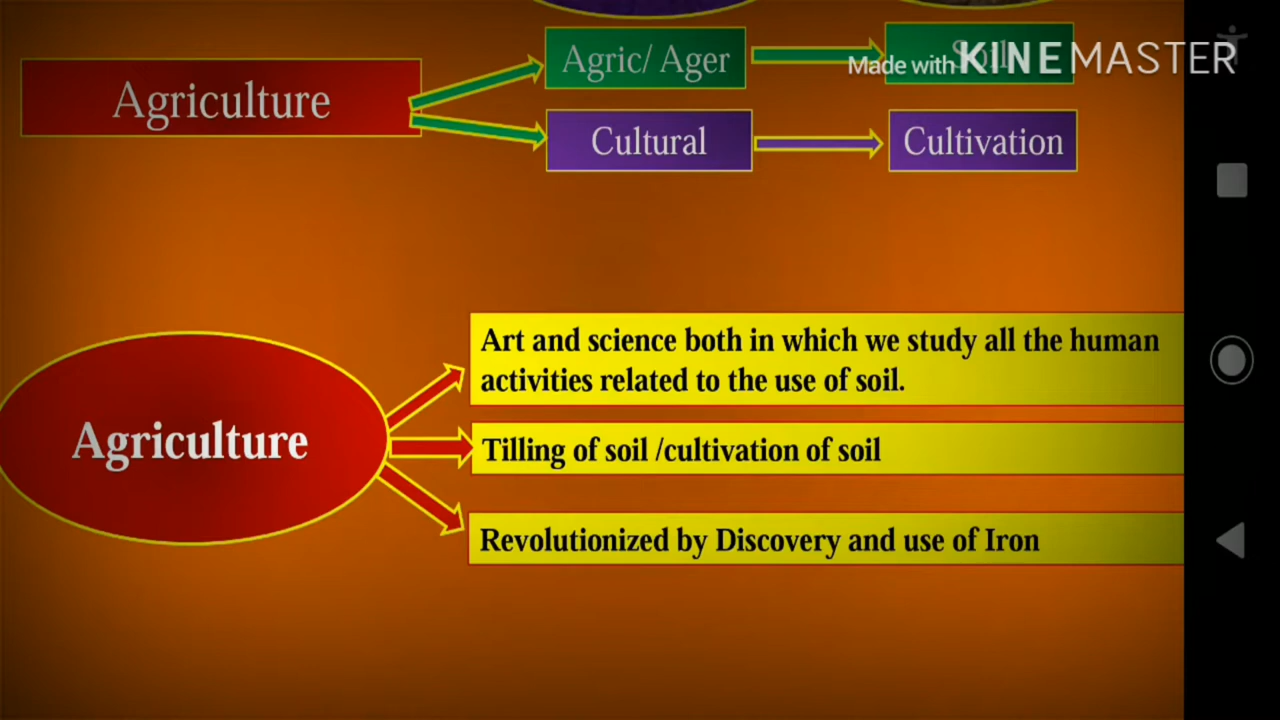 Agriculture
Agric/ Ager
Soil
Made with KINEMASTER
Cultural
Cultivation
Agriculture
Art and science both in which we study all the human
activities related to the use of soil.
Tilling of soil /cultivation of soil
Revolutionized by Discovery and use of Iron